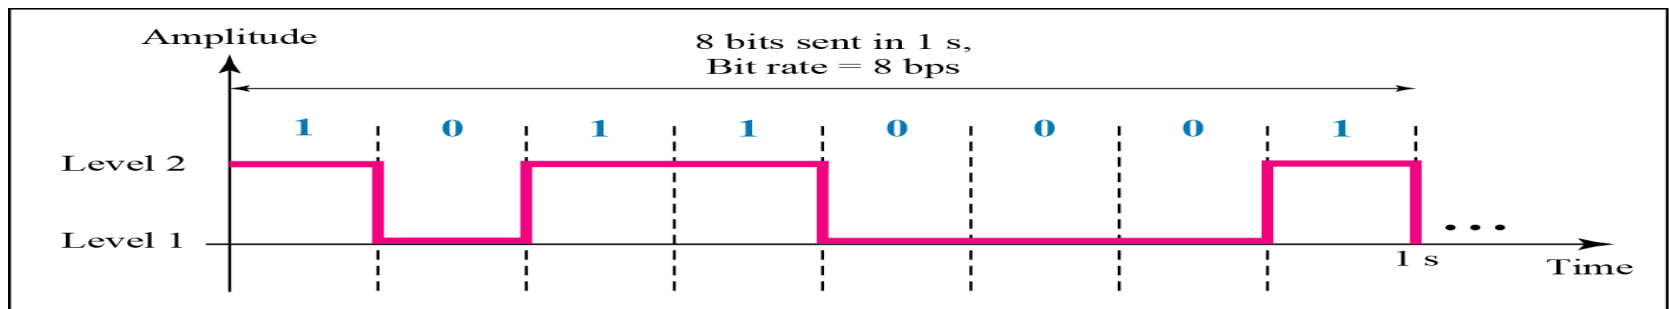 Amplitude
8 bits sent in 1 s,
Bit rate = 8 bps
1 0 1 1 0 0 0 1
Level 2
Level 1
...
1 s
Time